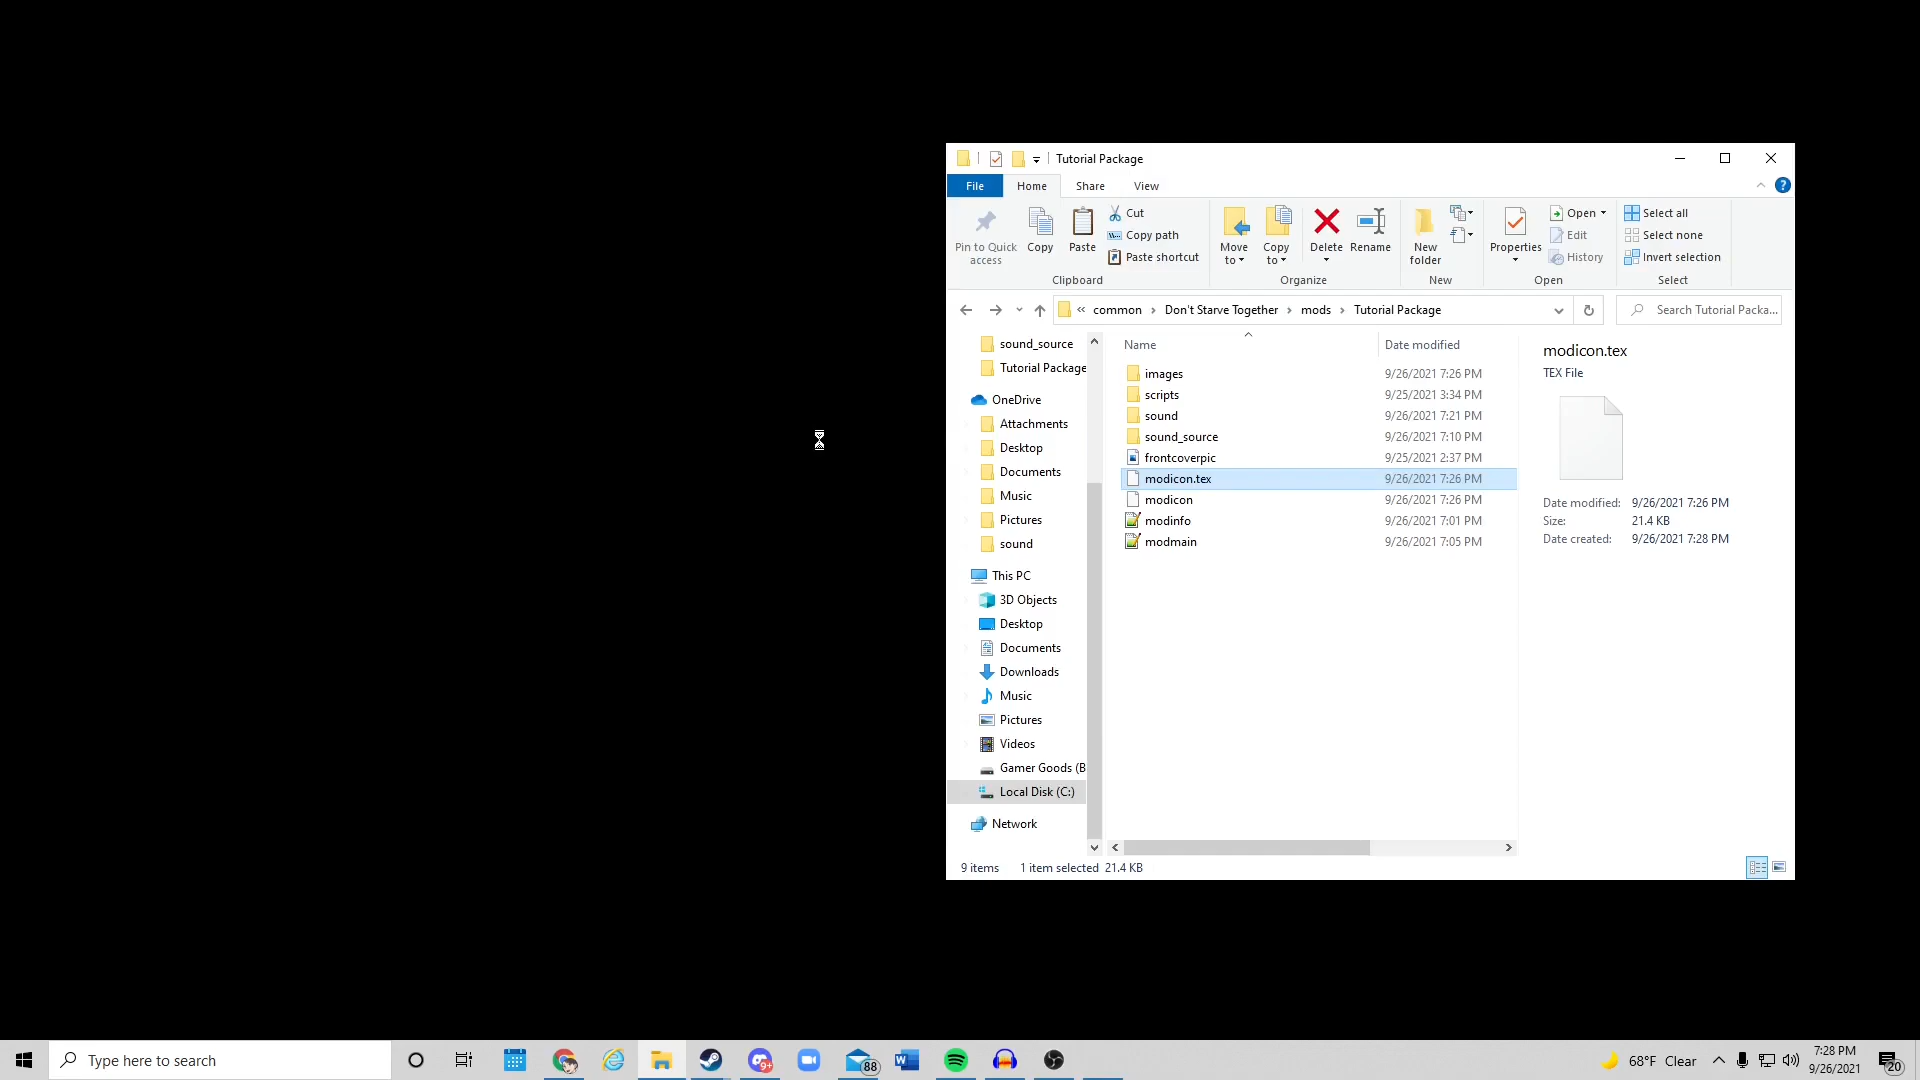 Tutorial Package
File Home Share View
Pin to Quick access
Copy
Paste
Cut
Copy path
Paste shortcut
Clipboard
Move to
Copy to
Delete
Rename
Organize
New folder
New
Properties
Open
Edit
History
Open
Select all
Select none
Invert selection
Select
« common › Don't Starve Together › mods › Tutorial Package
Search Tutorial Packa...
sound_source
Tutorial Package
OneDrive
Attachments
Desktop
Documents
Music
Pictures
sound
This PC
3D Objects
Desktop
Documents
Downloads
Music
Pictures
Videos
Gamer Goods (B
Local Disk (C:)
Network
Name Date modified
images 9/26/2021 7:26 PM
scripts 9/25/2021 3:34 PM
sound 9/26/2021 7:21 PM
sound_source 9/26/2021 7:10 PM
frontcoverpic 9/25/2021 2:37 PM
modicon.tex 9/26/2021 7:26 PM
modicon 9/26/2021 7:26 PM
modinfo 9/26/2021 7:01 PM
modmain 9/26/2021 7:05 PM
modicon.tex
TEX File
Date modified: 9/26/2021 7:26 PM
Size: 21.4 KB
Date created: 9/26/2021 7:28 PM
9 items 1 item selected 21.4 KB
Type here to search
9+
88
68°F Clear
7:28 PM
9/26/2021
20